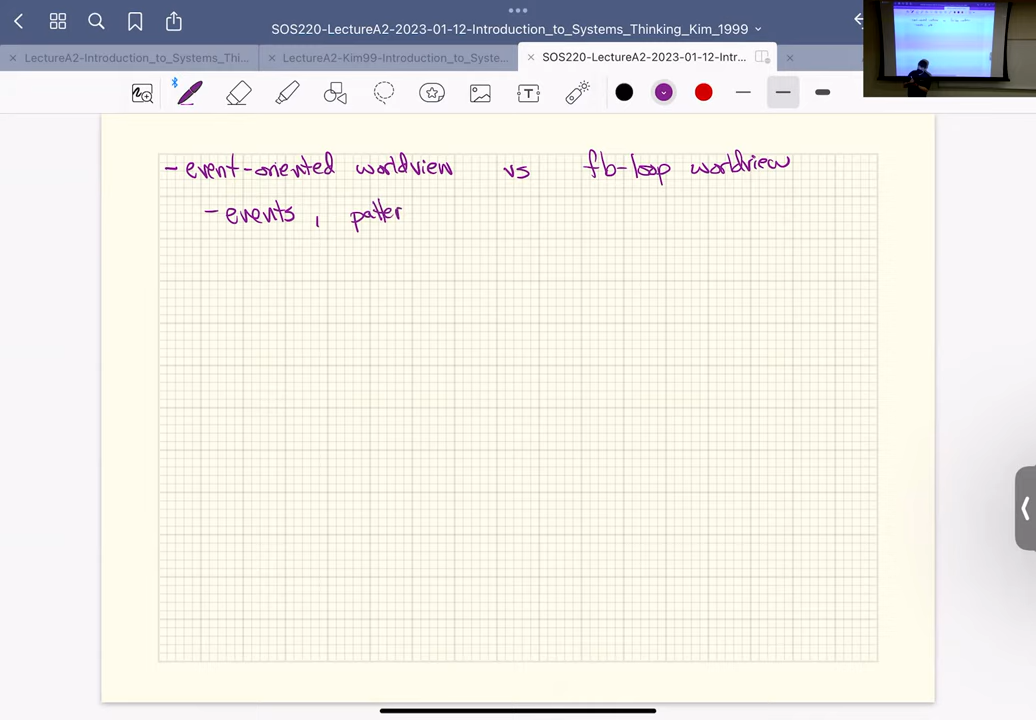 SOS220-LectureA2-2023-01-12-Introduction_to_Systems_Thinking_Kim_1999
LectureA2-Introduction_to_Systems_Thi...
LectureA2-Kim99-Introduction_to_Syste...
SOS220-LectureA2-2023-01-12-Intr...
- event-oriented worldview vs fb-loop worldview
- events, patter